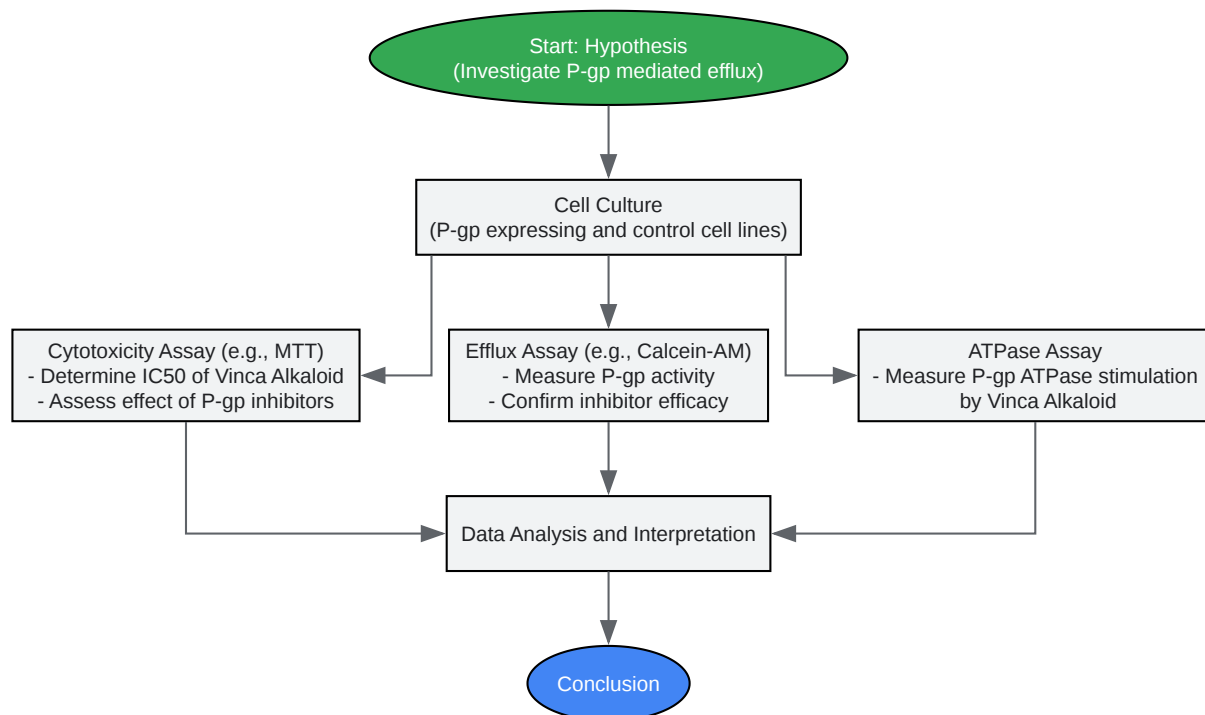 Start: Hypothesis
(Investigate P-gp mediated efflux)
Cell Culture
(P-gp expressing and control cell lines)
Cytotoxicity Assay (e.g., MTT)
- Determine IC50 of Vinca Alkaloid
- Assess effect of P-gp inhibitors
Efflux Assay (e.g., Calcein-AM)
- Measure P-gp activity
- Confirm inhibitor efficacy
ATPase Assay
- Measure P-gp ATPase stimulation
by Vinca Alkaloid
Data Analysis and Interpretation
Conclusion